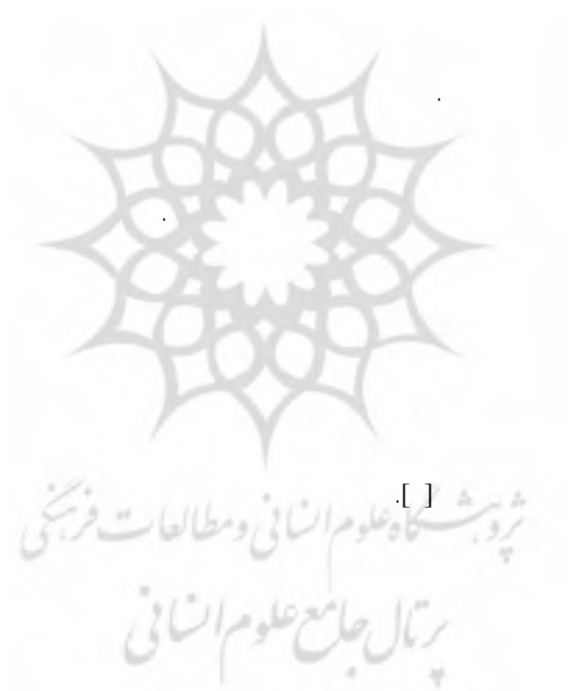 .[ ]
پژوهشگاه علوم انسانی و مطالعات فرهنگی
پرتال جامع علوم انسانی